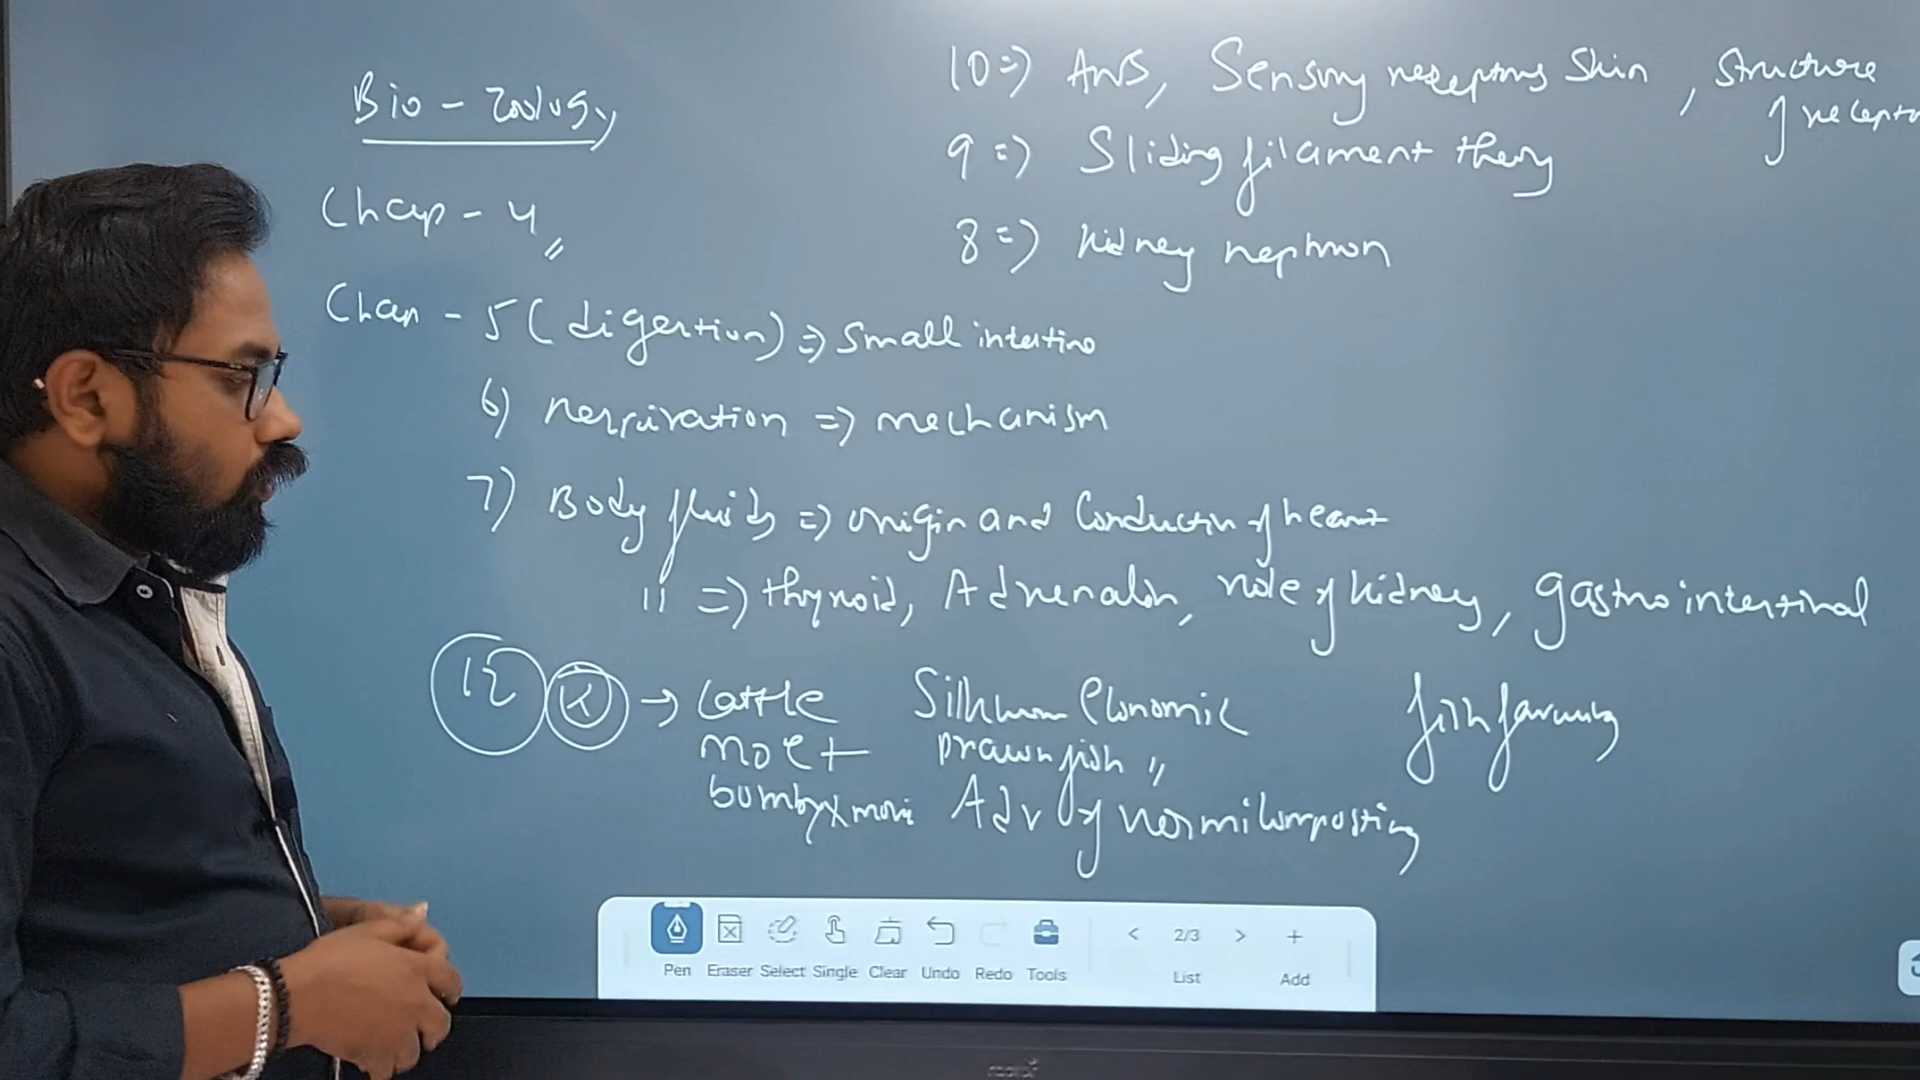 Bio - Zoology
Chap - 4
Chap - 5 (digestion) => Small intestine
6) Respiration => mechanism
7) Body fluids => origin and Conduction of heart
11 => thyroid, Adrenalin, role of kidney, gastro intestinal
12 → Cattle Silkworm Economic fish farming
Prawn fish "
bombyx mori Adv of vermicomposting
10 => ANS, Sensory receptors Skin, Structure
of
9 => Sliding filament theory
8 => kidney nephron
Pen Eraser Select Single Clear Undo Redo Tools < 2/3 > +
List Add